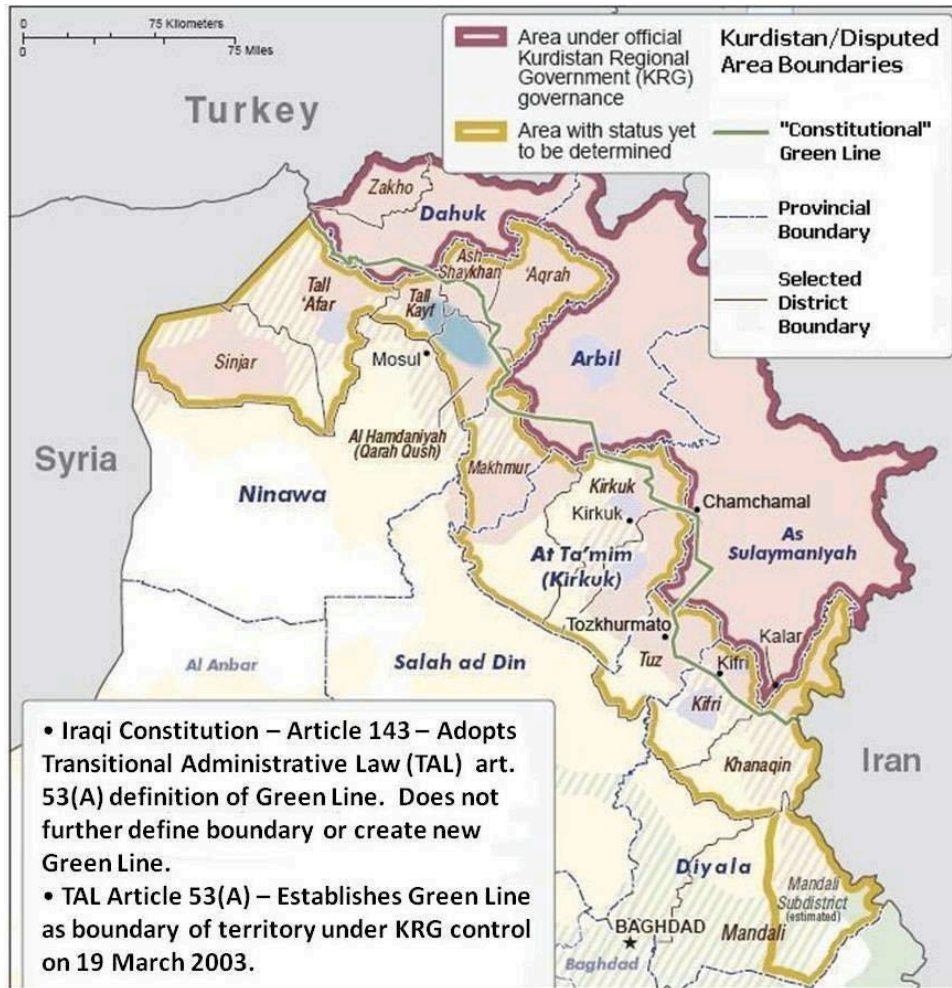 0
75 Kilometers
0
75 Miles
Area under official
Kurdistan Regional
Government (KRG)
governance
Area with status yet
to be determined
Kurdistan/Disputed
Area Boundaries
"Constitutional"
Green Line
Provincial
Boundary
Selected
District
Boundary
Turkey
Zakho
Dahuk
Ash
Shaykhan
'Aqrah
Tall
'Afar
Tall
Kayf
Sinjar
Mosul
Arbil
Al Hamdaniyah
(Qarah Qush)
Syria
Makhmur
Ninawa
Kirkuk
Kirkuk
Chamchamal
At Ta'mim
(Kirkuk)
As
Sulaymaniyah
Tozkhurmato
Kalar
Al Anbar
Salah ad Din
Tuz
Kifri
Kifri
Khanaqin
Iran
• Iraqi Constitution – Article 143 – Adopts
Transitional Administrative Law (TAL) art.
53(A) definition of Green Line. Does not
further define boundary or create new
Green Line.
• TAL Article 53(A) – Establishes Green Line
as boundary of territory under KRG control
on 19 March 2003.
Diyala
Mandali
Subdistrict
(estimated)
BAGHDAD
Mandali
Baghdad